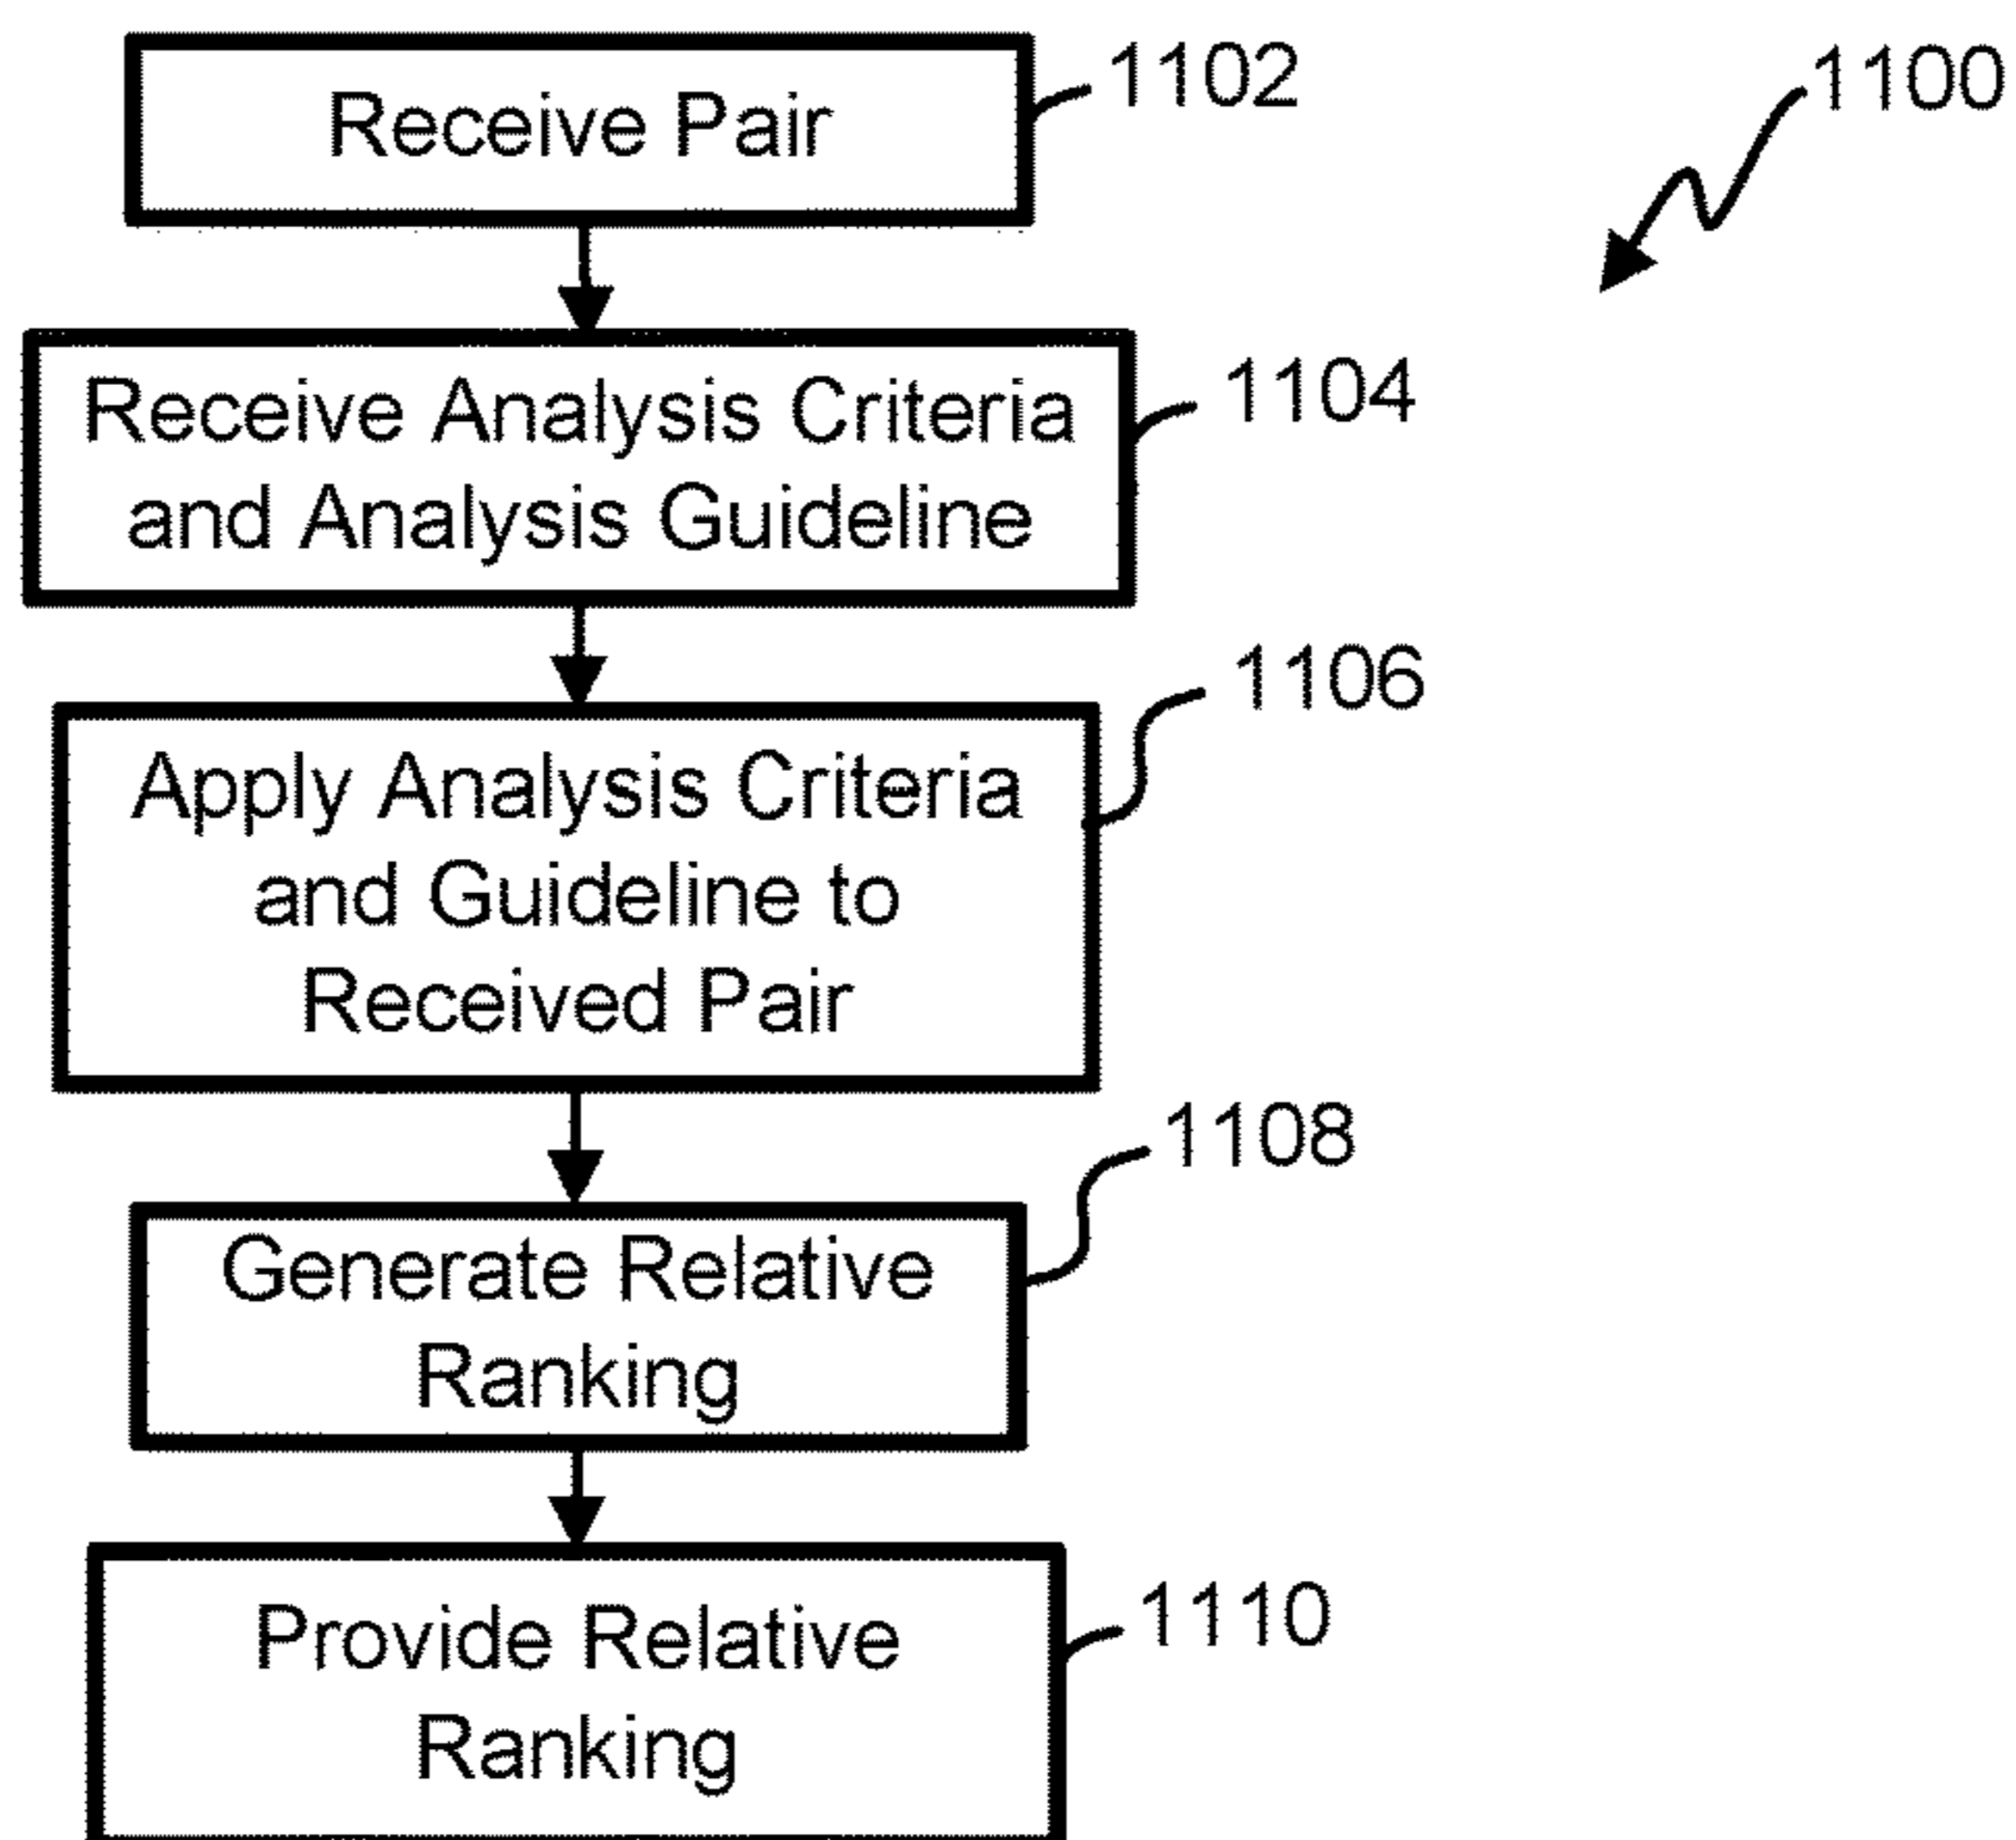 Receive Pair
1102
1100
Receive Analysis Criteria
and Analysis Guideline
1104
Apply Analysis Criteria
and Guideline to
Received Pair
1106
Generate Relative
Ranking
1108
Provide Relative
Ranking
1110